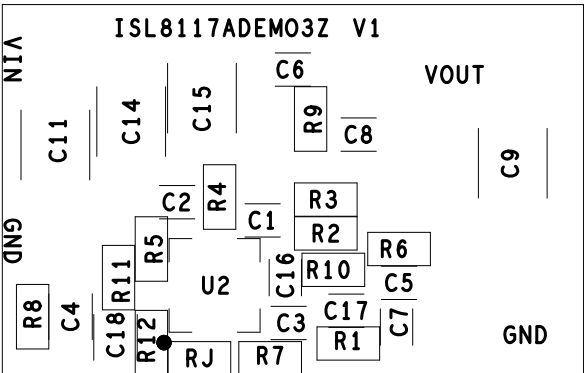 ISL8117ADEMO3Z V1
VIN
C6
VOUT
C15
C14
C11
R9
C8
C9
R4
C2
R3
C1
R2
GND
R5
R6
R11
C16
R10
U2
C5
R8
C4
C18
R12
C3
C17
C7
R1
GND
RJ
R7